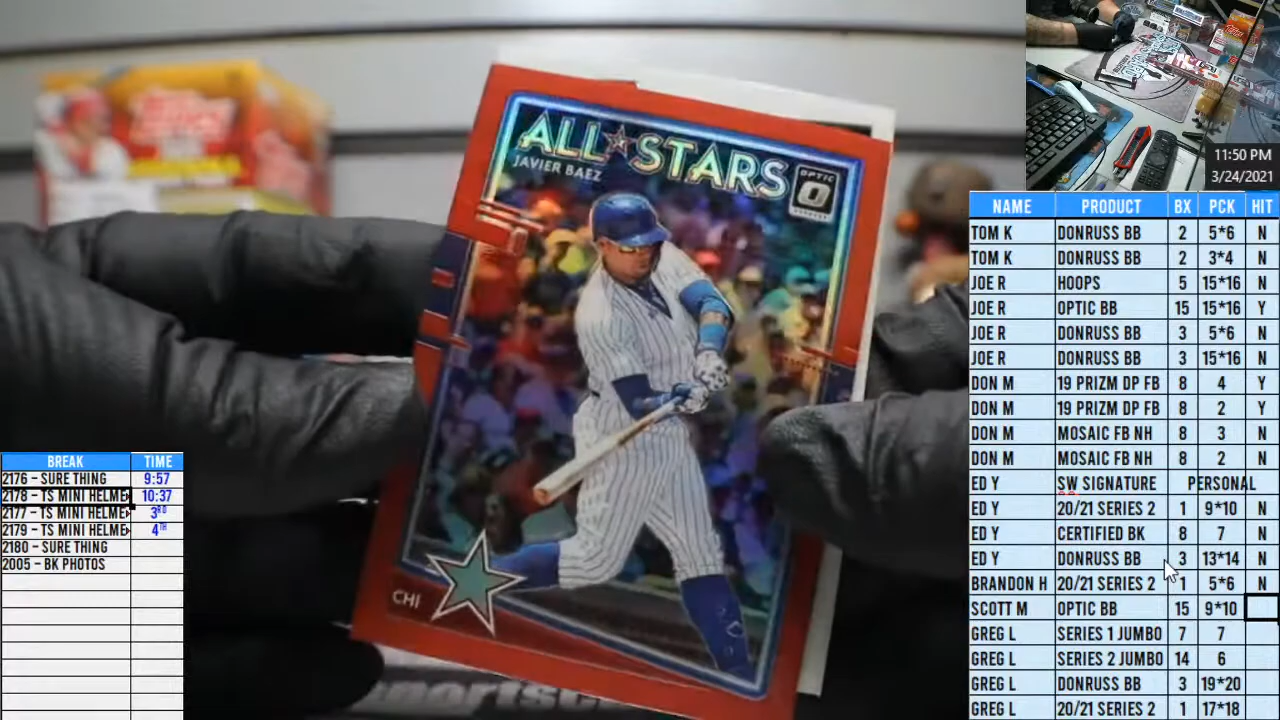 ALL STARS
JAVIER BAEZ
OPTIC
CHI
11:50 PM
3/24/2021
NAME PRODUCT BX PCK HIT
TOM K DONRUSS BB 2 5*6 N
TOM K DONRUSS BB 2 3*4 N
JOE R HOOPS 5 15*16 N
JOE R OPTIC BB 15 15*16 Y
JOE R DONRUSS BB 3 5*6 N
JOE R DONRUSS BB 3 15*16 N
DON M 19 PRIZM DP FB 8 4 Y
DON M 19 PRIZM DP FB 8 2 Y
DON M MOSAIC FB NH 8 3 N
DON M MOSAIC FB NH 8 2 N
ED Y SW SIGNATURE PERSONAL
ED Y 20/21 SERIES 2 1 9*10 N
ED Y CERTIFIED BK 8 7 N
ED Y DONRUSS BB 3 13*14 N
BRANDON H 20/21 SERIES 2 1 5*6 N
SCOTT M OPTIC BB 15 9*10
GREG L SERIES 1 JUMBO 7 7
GREG L SERIES 2 JUMBO 14 6
GREG L DONRUSS BB 3 19*20
GREG L 20/21 SERIES 2 1 17*18
BREAK TIME
2176 - SURE THING 9:57
2178 - TS MINI HELME 10:37
2177 - TS MINI HELME 3RD
2179 - TS MINI HELME 4TH
2180 - SURE THING
2005 - BK PHOTOS
Topps